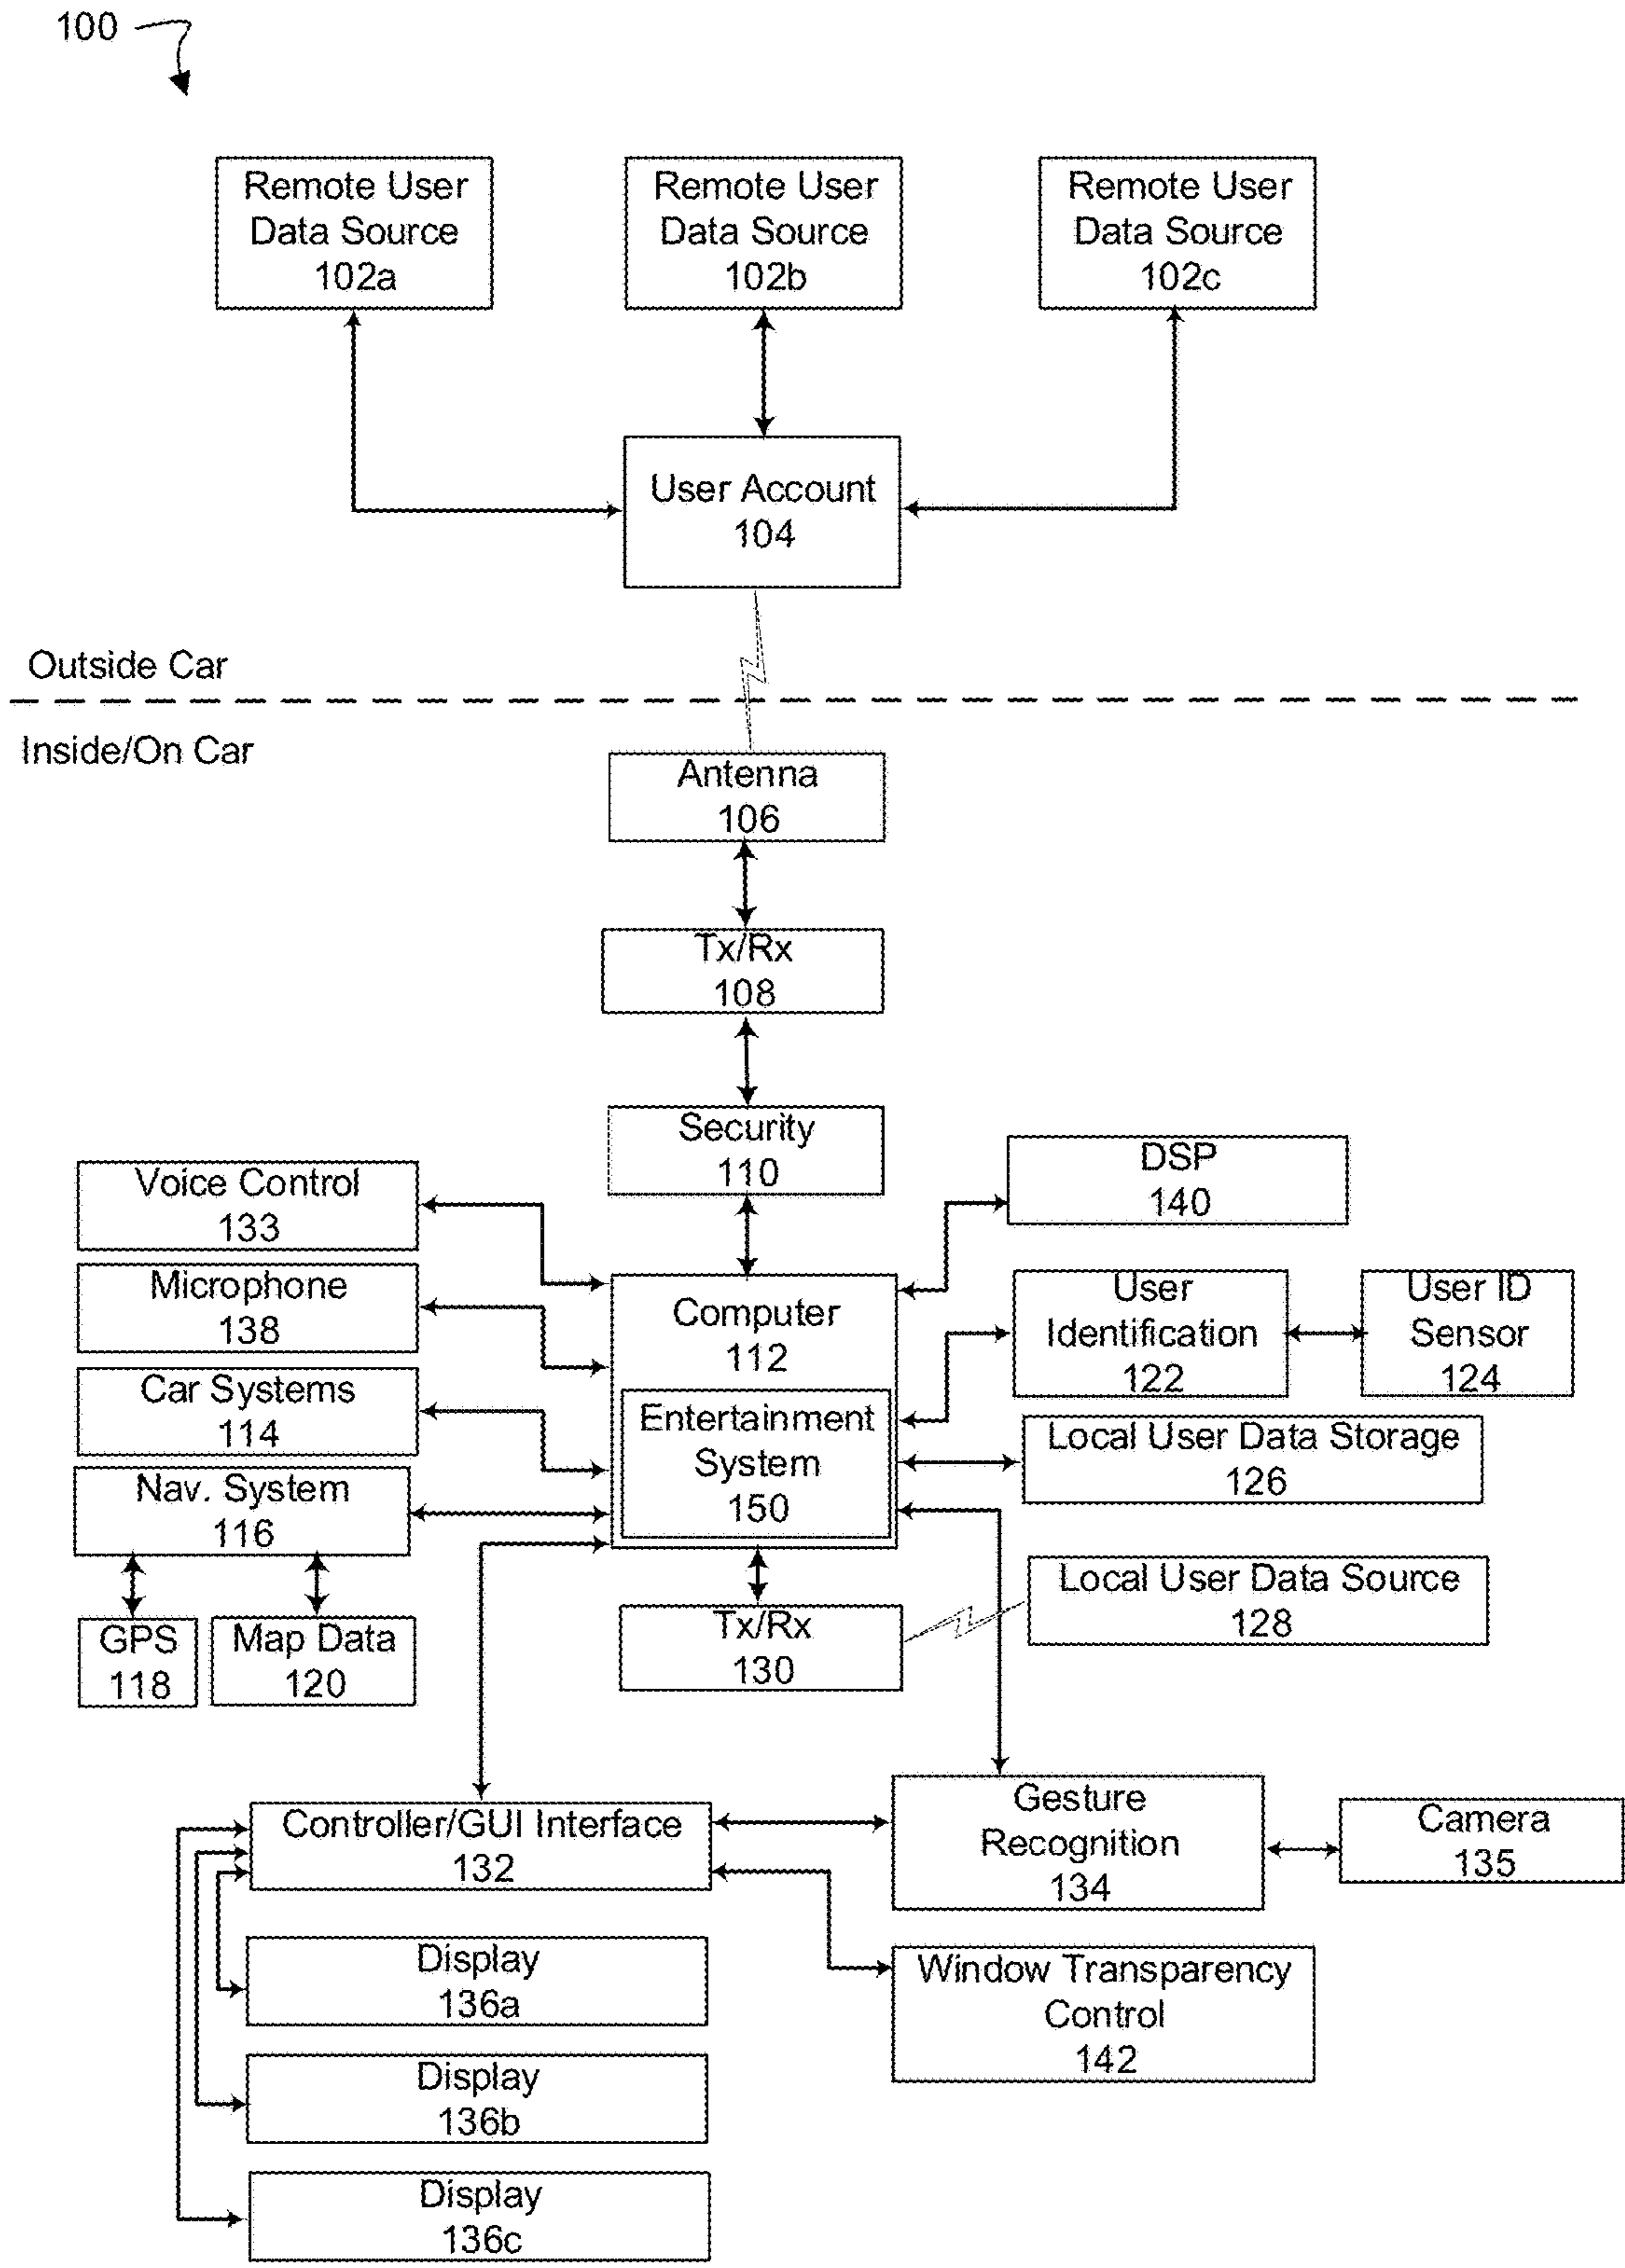 100
Remote User
Data Source
102a
Remote User
Data Source
102b
Remote User
Data Source
102c
User Account
104
Outside Car
Inside/On Car
Antenna
106
Tx/Rx
108
Security
110
Voice Control
133
DSP
140
Microphone
138
Computer
112
User
Identification
122
User ID
Sensor
124
Car Systems
114
Entertainment
System
150
Local User Data Storage
126
Nav. System
116
GPS
118
Map Data
120
Tx/Rx
130
Local User Data Source
128
Controller/GUI Interface
132
Gesture
Recognition
134
Camera
135
Display
136a
Window Transparency
Control
142
Display
136b
Display
136c